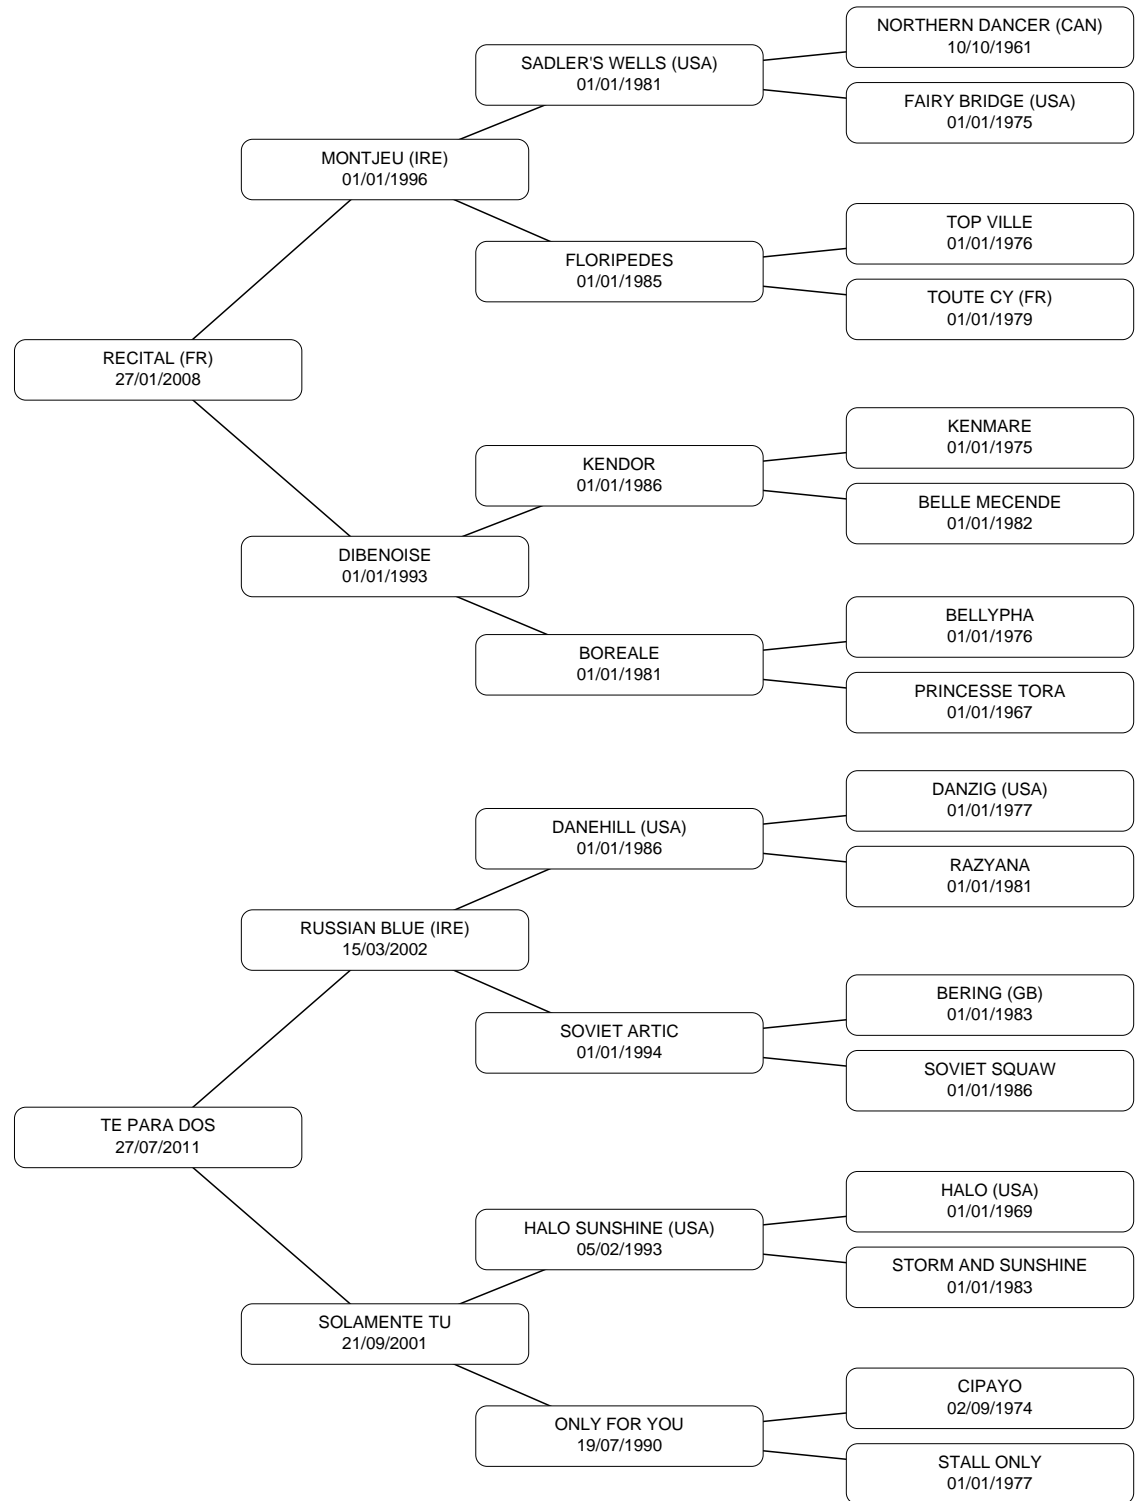 NORTHERN DANCER (CAN)
10/10/1961
SADLER'S WELLS (USA)
01/01/1981
FAIRY BRIDGE (USA)
01/01/1975
MONTJEU (IRE)
01/01/1996
TOP VILLE
01/01/1976
FLORIPEDES
01/01/1985
TOUTE CY (FR)
01/01/1979
RECITAL (FR)
27/01/2008
KENMARE
01/01/1975
KENDOR
01/01/1986
BELLE MECENDE
01/01/1982
DIBENOISE
01/01/1993
BELLYPHA
01/01/1976
BOREALE
01/01/1981
PRINCESSE TORA
01/01/1967
DANZIG (USA)
01/01/1977
DANEHILL (USA)
01/01/1986
RAZYANA
01/01/1981
RUSSIAN BLUE (IRE)
15/03/2002
BERING (GB)
01/01/1983
SOVIET ARTIC
01/01/1994
SOVIET SQUAW
01/01/1986
TE PARA DOS
27/07/2011
HALO (USA)
01/01/1969
HALO SUNSHINE (USA)
05/02/1993
STORM AND SUNSHINE
01/01/1983
SOLAMENTE TU
21/09/2001
CIPAYO
02/09/1974
ONLY FOR YOU
19/07/1990
STALL ONLY
01/01/1977